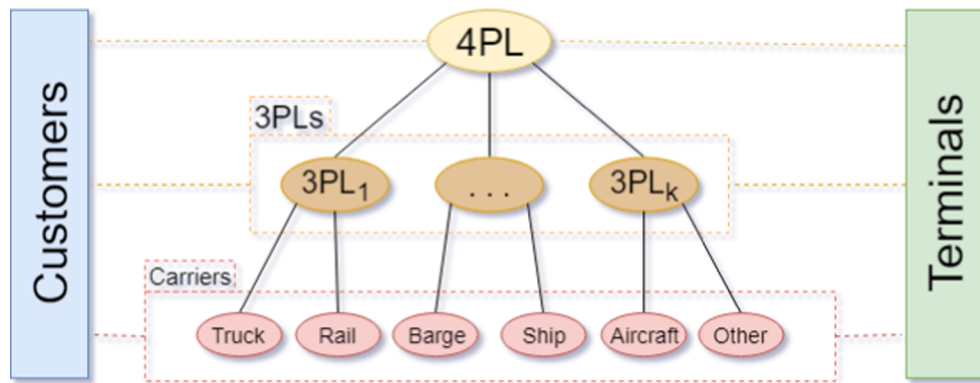 Customers
4PL
3PLs
3PL₁
. . .
3PLₖ
Carriers
Truck
Rail
Barge
Ship
Aircraft
Other
Terminals